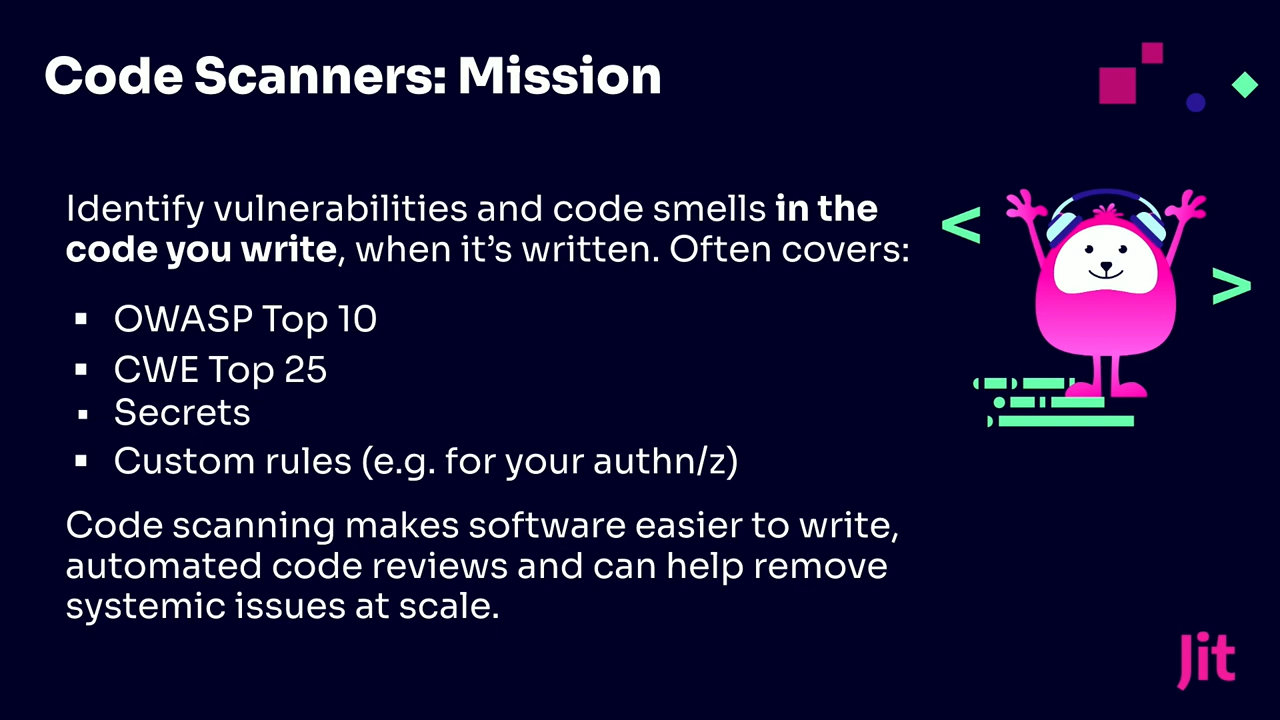 Code Scanners: Mission
Identify vulnerabilities and code smells in the
code you write, when it’s written. Often covers:
▪ OWASP Top 10
▪ CWE Top 25
▪ Secrets
▪ Custom rules (e.g. for your authn/z)
Code scanning makes software easier to write,
automated code reviews and can help remove
systemic issues at scale.
< 
>
Jit